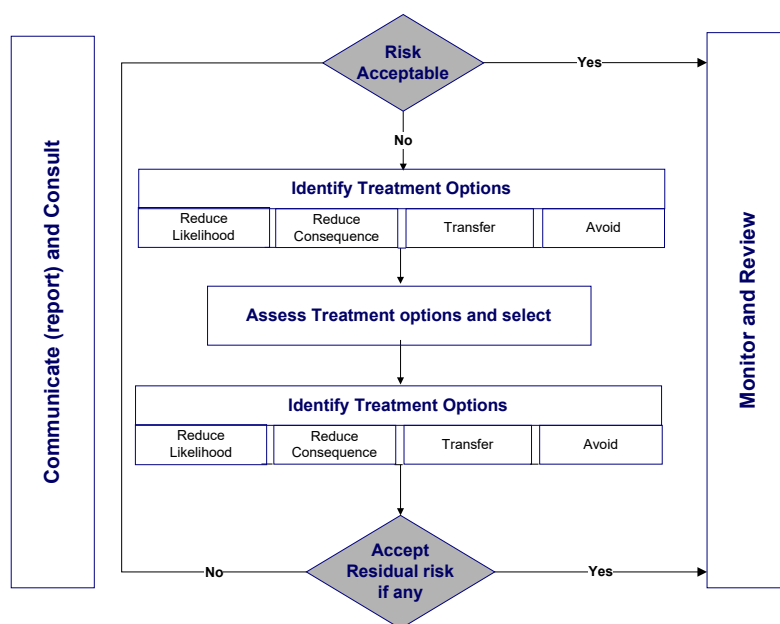 Communicate (report) and Consult
Risk
Acceptable
Yes
No
Identify Treatment Options
Reduce
Likelihood
Reduce
Consequence
Transfer
Avoid
Assess Treatment options and select
Identify Treatment Options
Reduce
Likelihood
Reduce
Consequence
Transfer
Avoid
Accept
Residual risk
if any
No
Yes
Monitor and Review